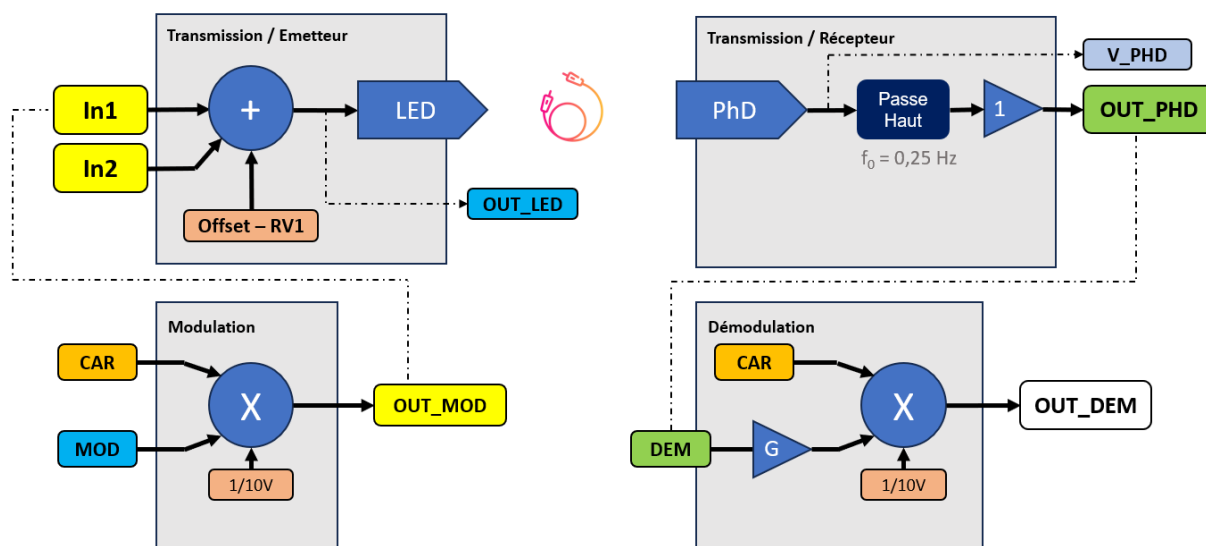 Transmission / Emetteur
In1
In2
+
LED
Offset – RV1
OUT_LED
Transmission / Récepteur
PhD
Passe
Haut
f₀ = 0,25 Hz
1
V_PHD
OUT_PHD
Modulation
CAR
MOD
X
1/10V
OUT_MOD
Démodulation
CAR
DEM
G
X
1/10V
OUT_DEM